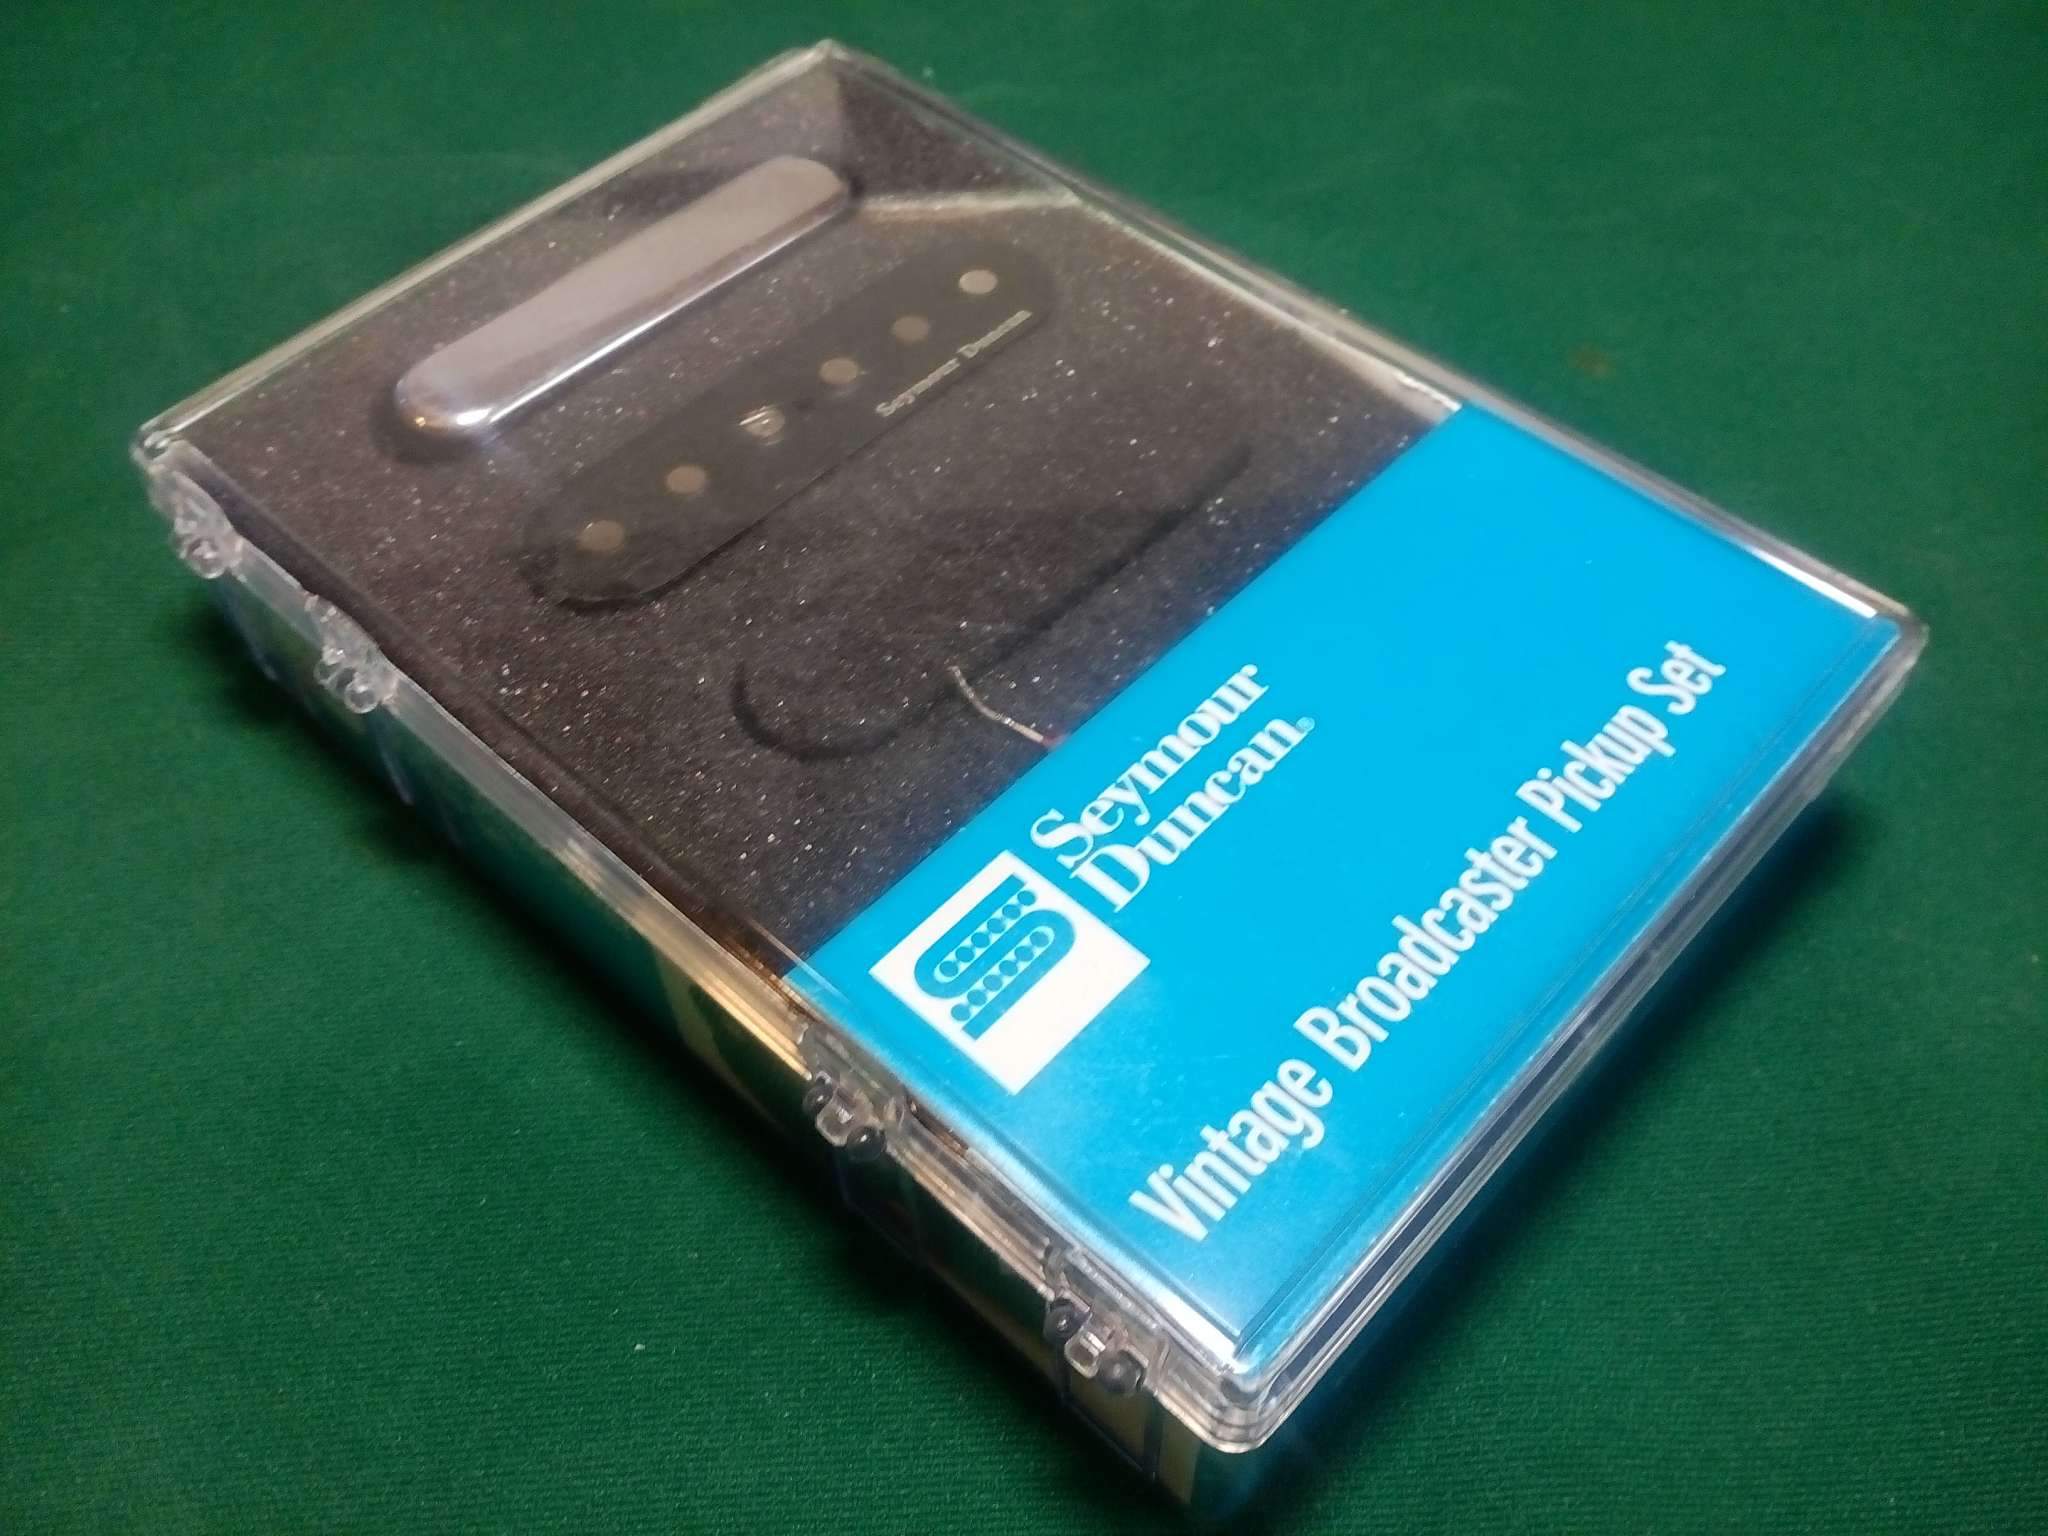 Seymour Duncan
Seymour
Duncan®
Vintage Broadcaster Pickup Set